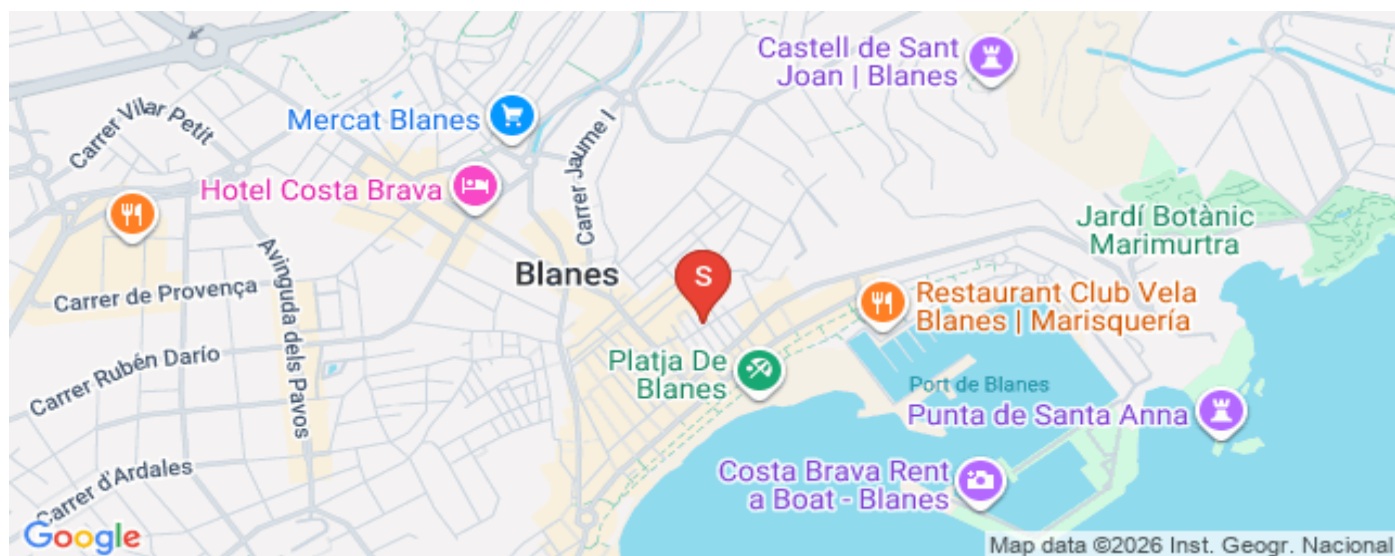 Castell de Sant
Joan | Blanes
Carrer Vilar Petit
Mercat Blanes
Carrer Jaume I
Hotel Costa Brava
Jardí Botànic
Marimurtra
Avinguda dels Pavos
Blanes
S
Carrer de Provença
Restaurant Club Vela
Blanes | Marisquería
Carrer Rubén Darío
Platja De
Blanes
Port de Blanes
Punta de Santa Anna
Carrer d'Ardales
Costa Brava Rent
a Boat - Blanes
Google
Map data ©2026 Inst. Geogr. Nacional